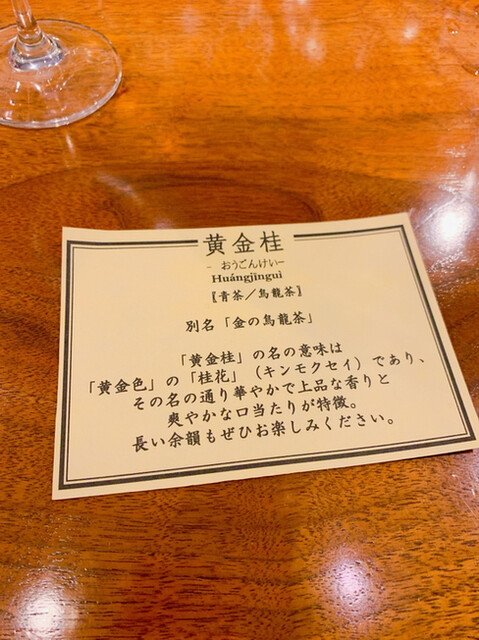 黄金桂
－ おうごんけい－
Huángjīnguì
〖青茶／烏龍茶〗
別名「金の烏龍茶」
「黄金桂」の名の意味は
「黄金色」の「桂花」（キンモクセイ）であり、
その名の通り華やかで上品な香りと
爽やかな口当たりが特徴。
長い余韻もぜひお楽しみください。